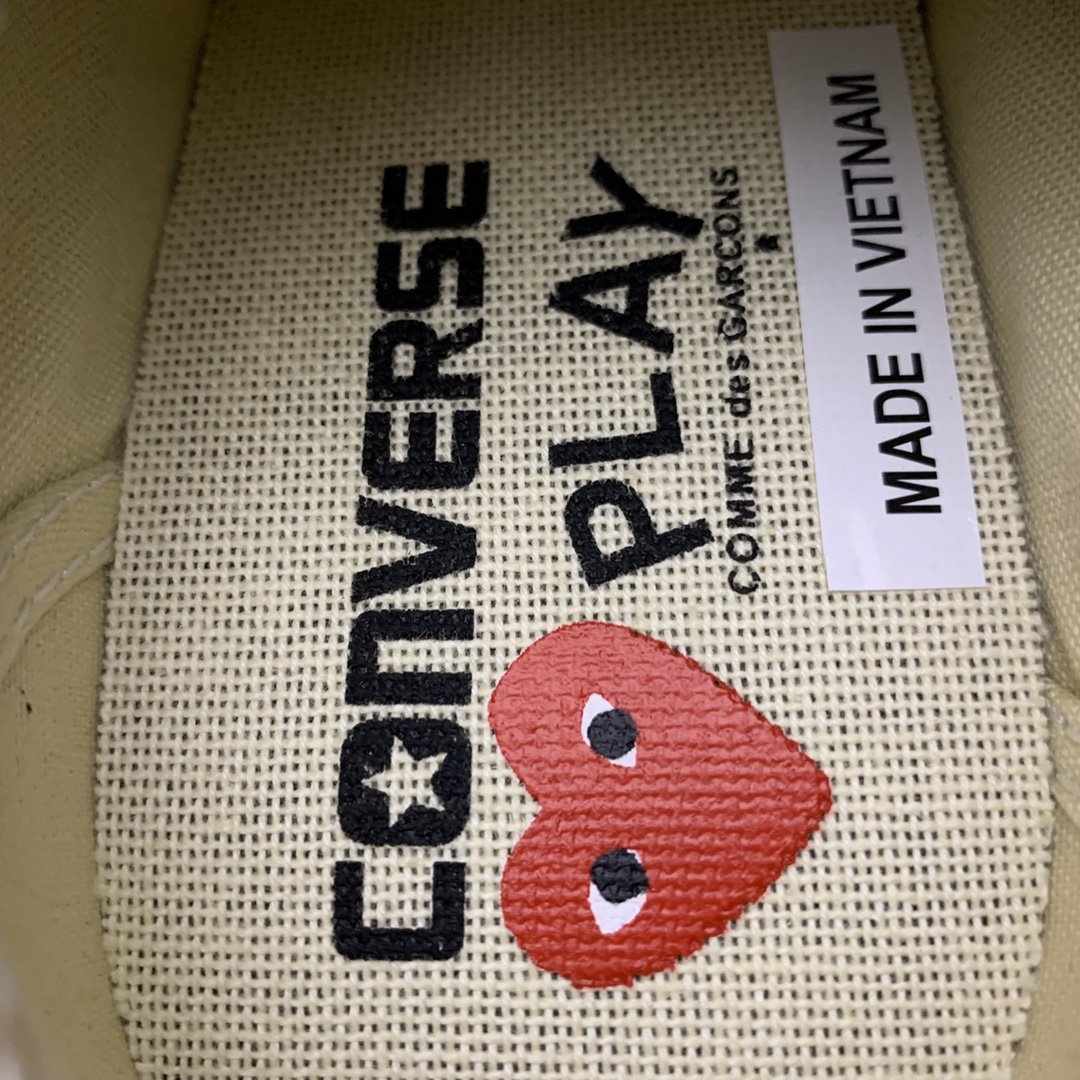 CONVERSE
PLAY
COMME des GARCONS
MADE IN VIETNAM